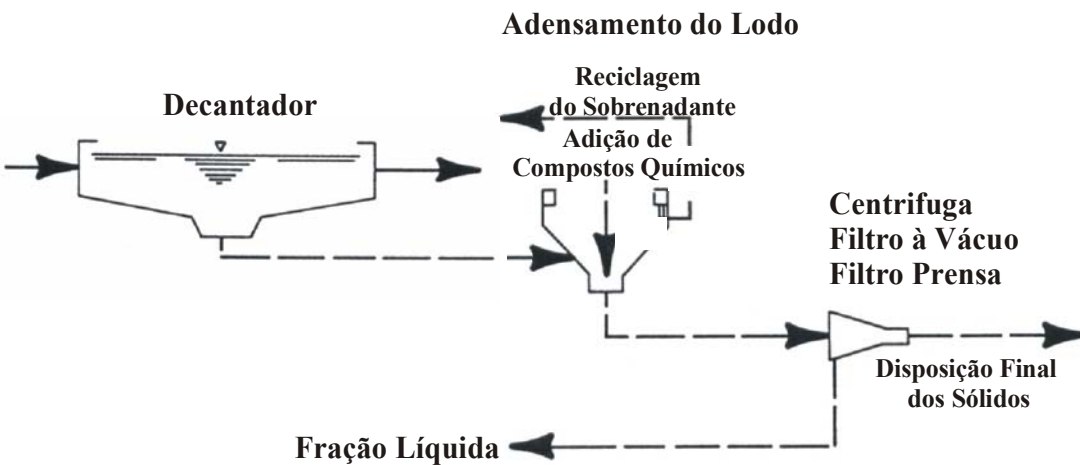 Adensamento do Lodo
Reciclagem
do Sobrenadante
Decantador
Adição de
Compostos Químicos
Centrifuga
Filtro à Vácuo
Filtro Prensa
Disposição Final
dos Sólidos
Fração Líquida